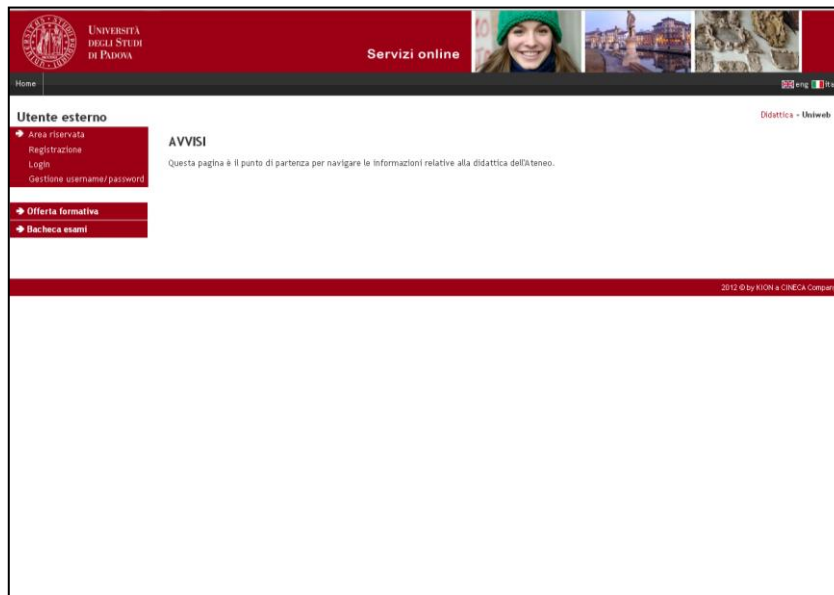 UNIVERSITÀ
DEGLI STUDI
DI PADOVA
Servizi online
Home
eng ita
Utente esterno
Didattica » Uniweb
Area riservata
Registrazione
Login
Gestione username/password
AVVISI
Questa pagina è il punto di partenza per navigare le informazioni relative alla didattica dell'Ateneo.
Offerta formativa
Bacheca esami
2012 © by KION a CINECA Compan